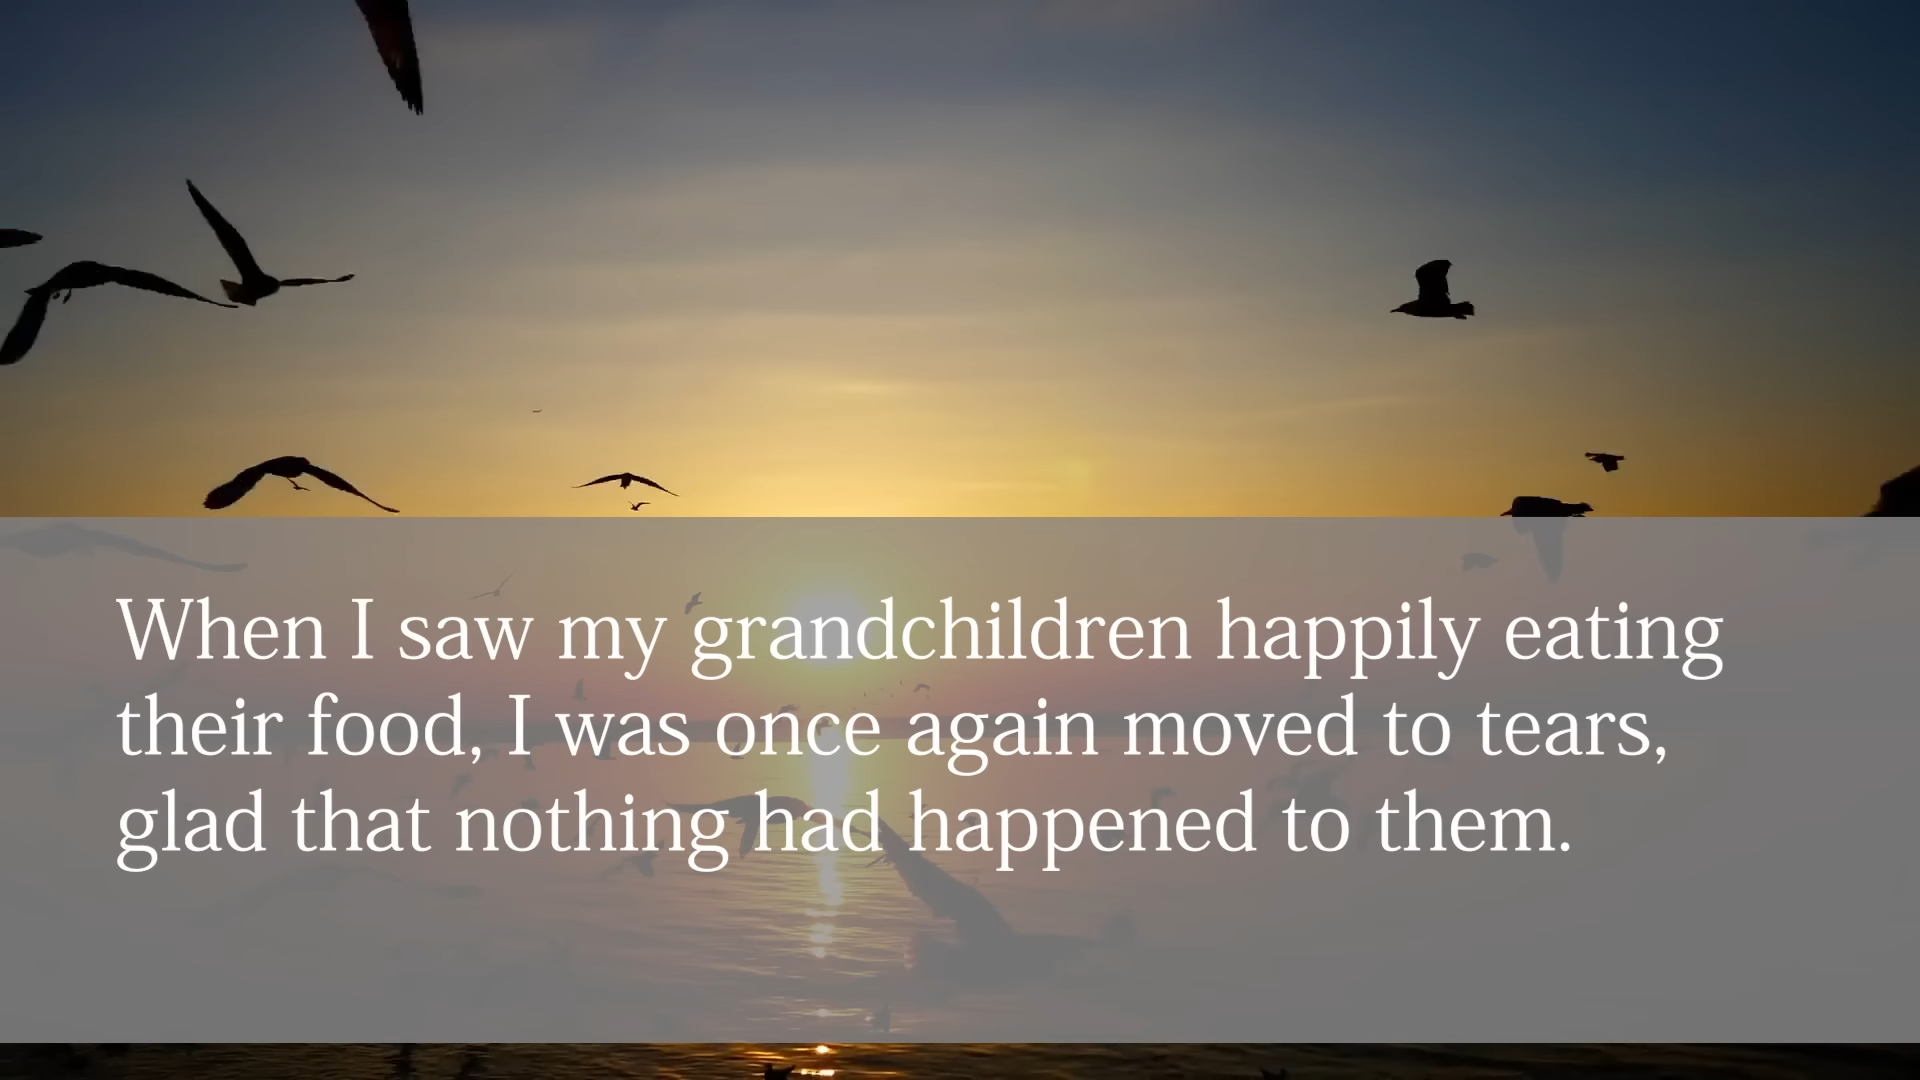 When I saw my grandchildren happily eating
their food, I was once again moved to tears,
glad that nothing had happened to them.